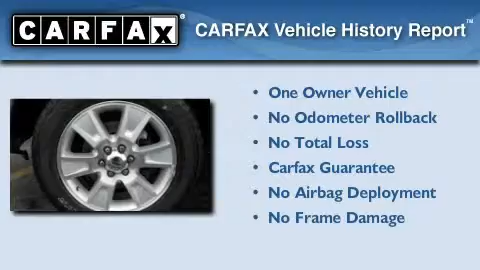 CARFAX CARFAX Vehicle History Report™
• One Owner Vehicle
• No Odometer Rollback
• No Total Loss
• Carfax Guarantee
• No Airbag Deployment
• No Frame Damage